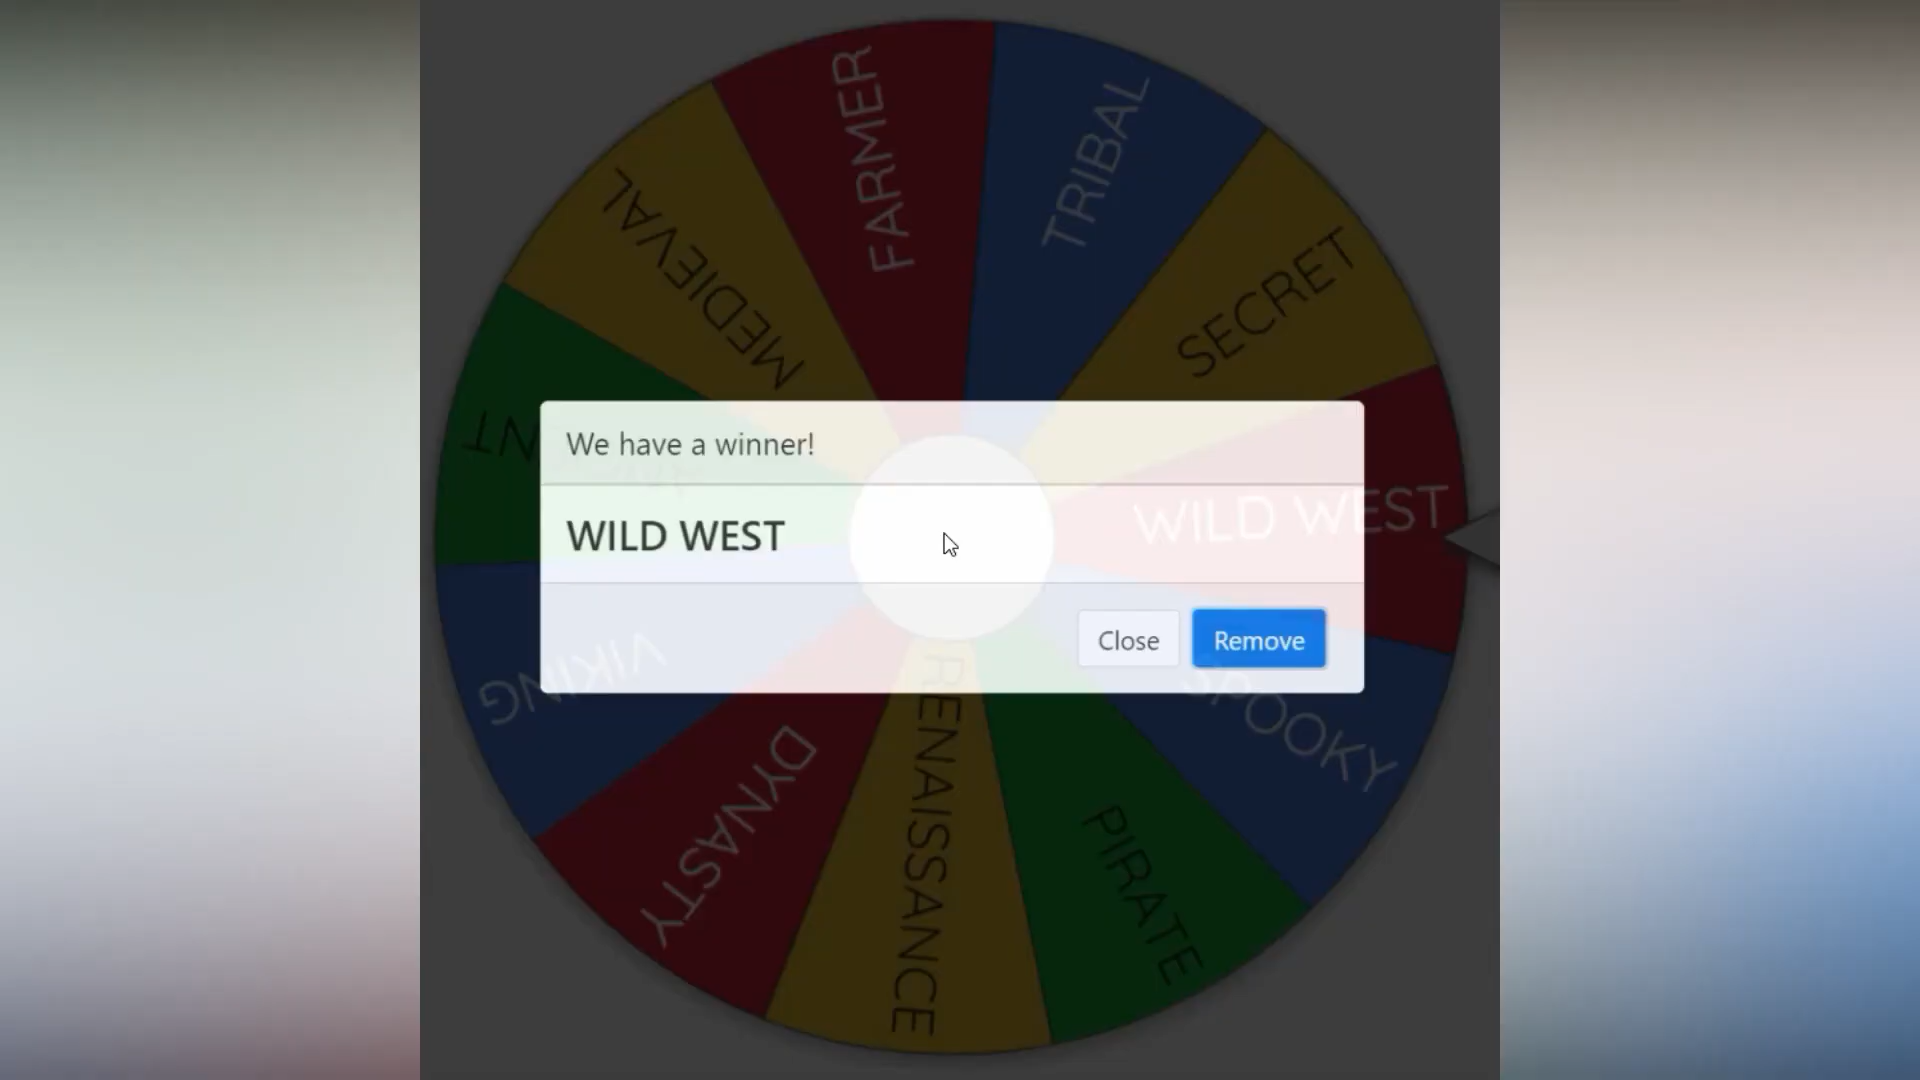 FARMER
TRIBAL
MEDIEVAL
SECRET
We have a winner!
WILD WEST
WILD WEST
Close
Remove
VIKING
SPOOKY
DYNASTY
RENAISSANCE
PIRATE